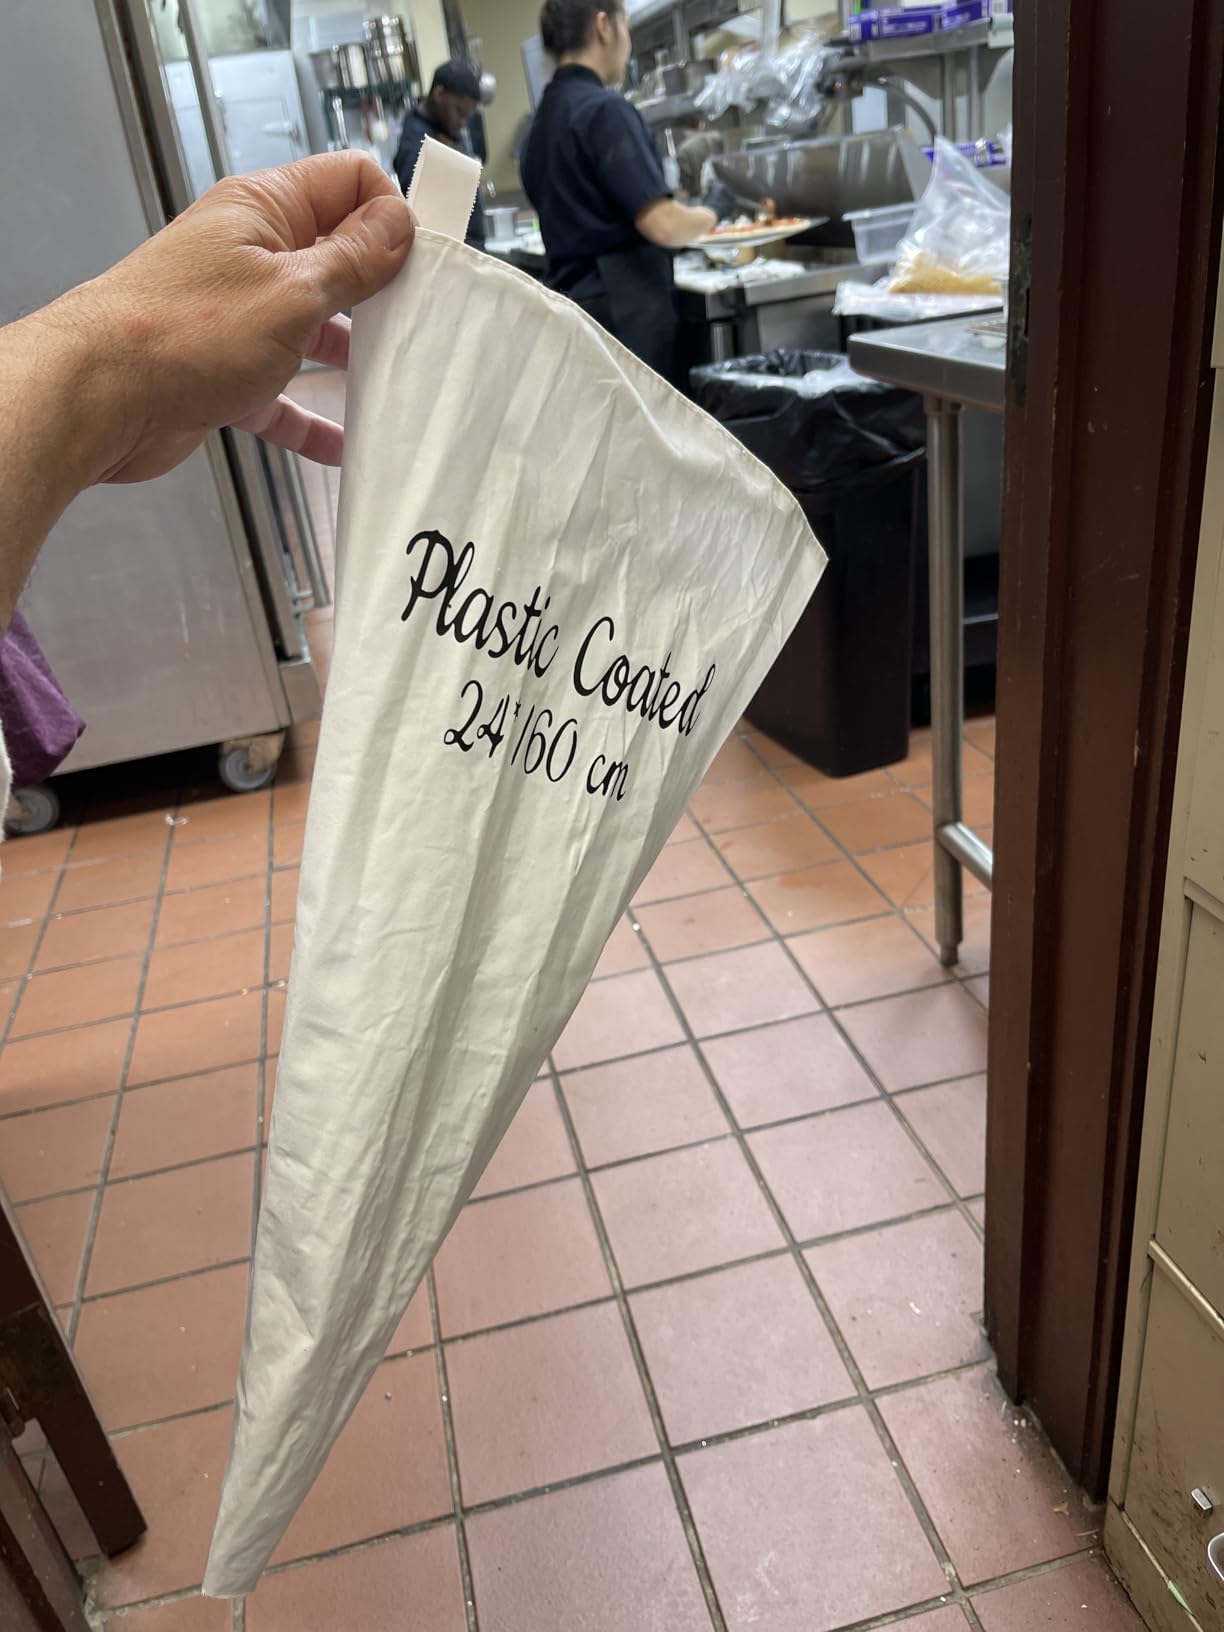 Plastic Coated
24"/60 cm